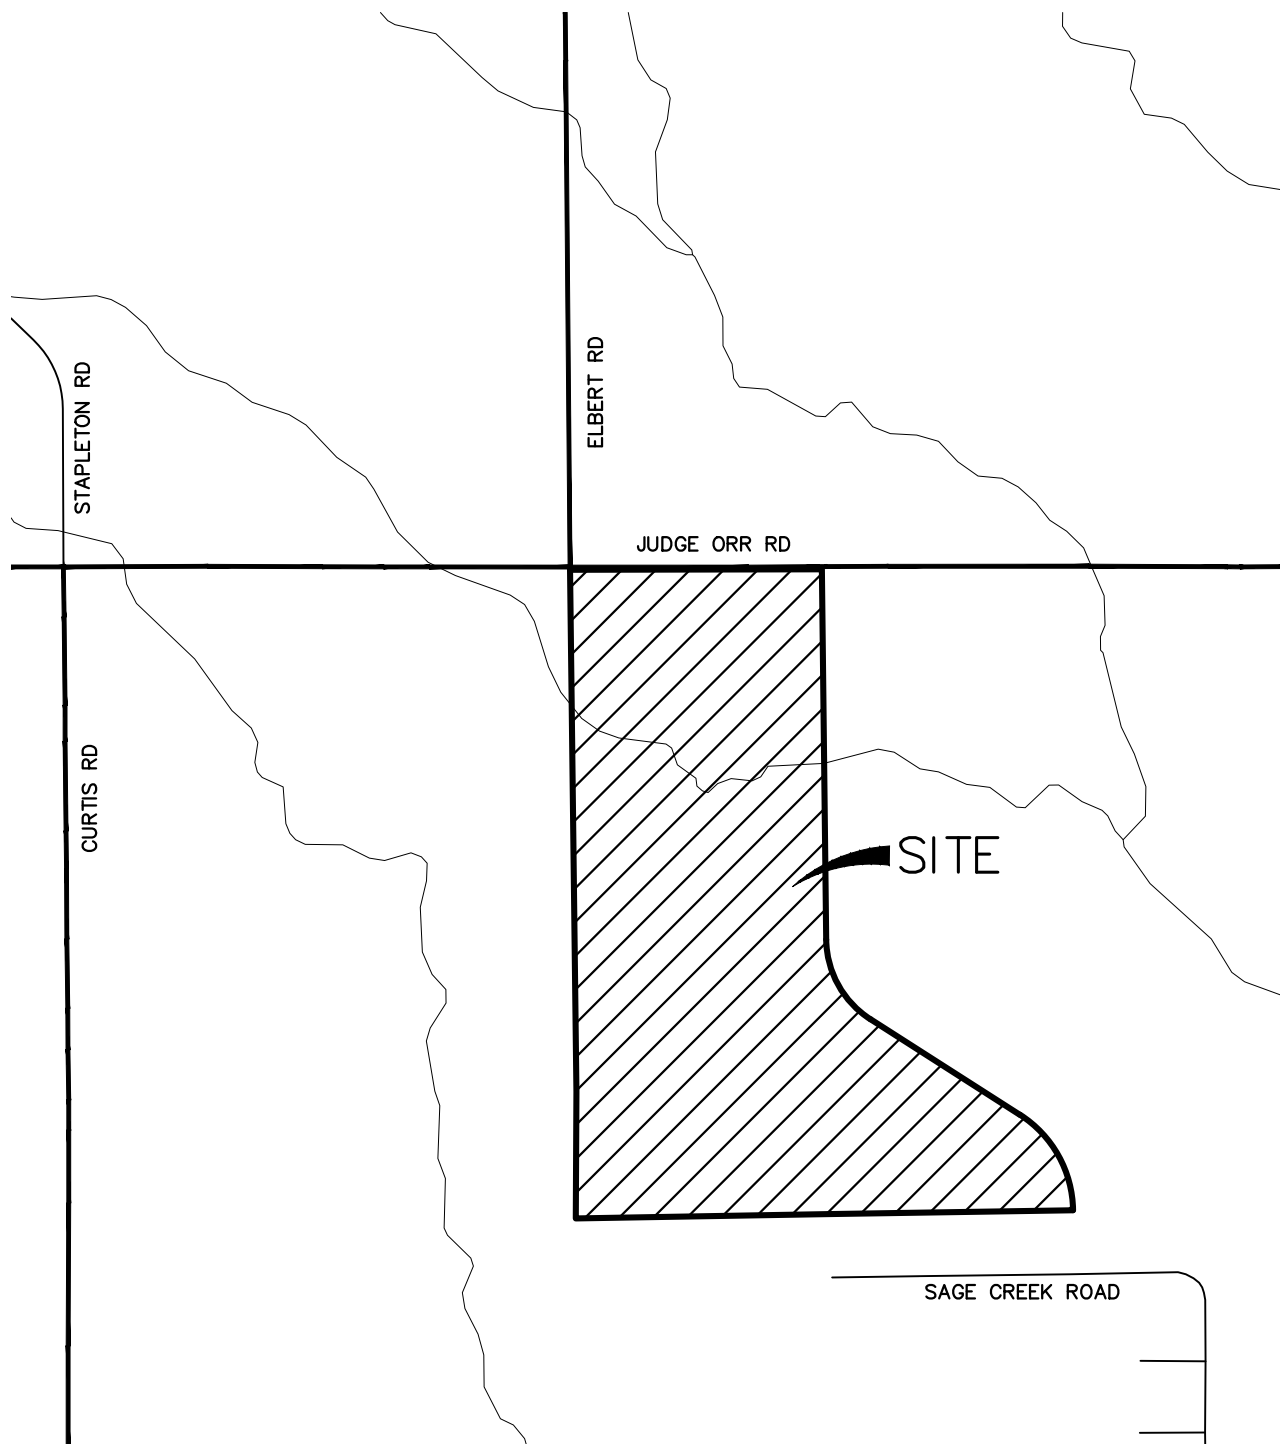 ELBERT RD
STAPLETON RD
JUDGE ORR RD
CURTIS RD
SITE
SAGE CREEK ROAD